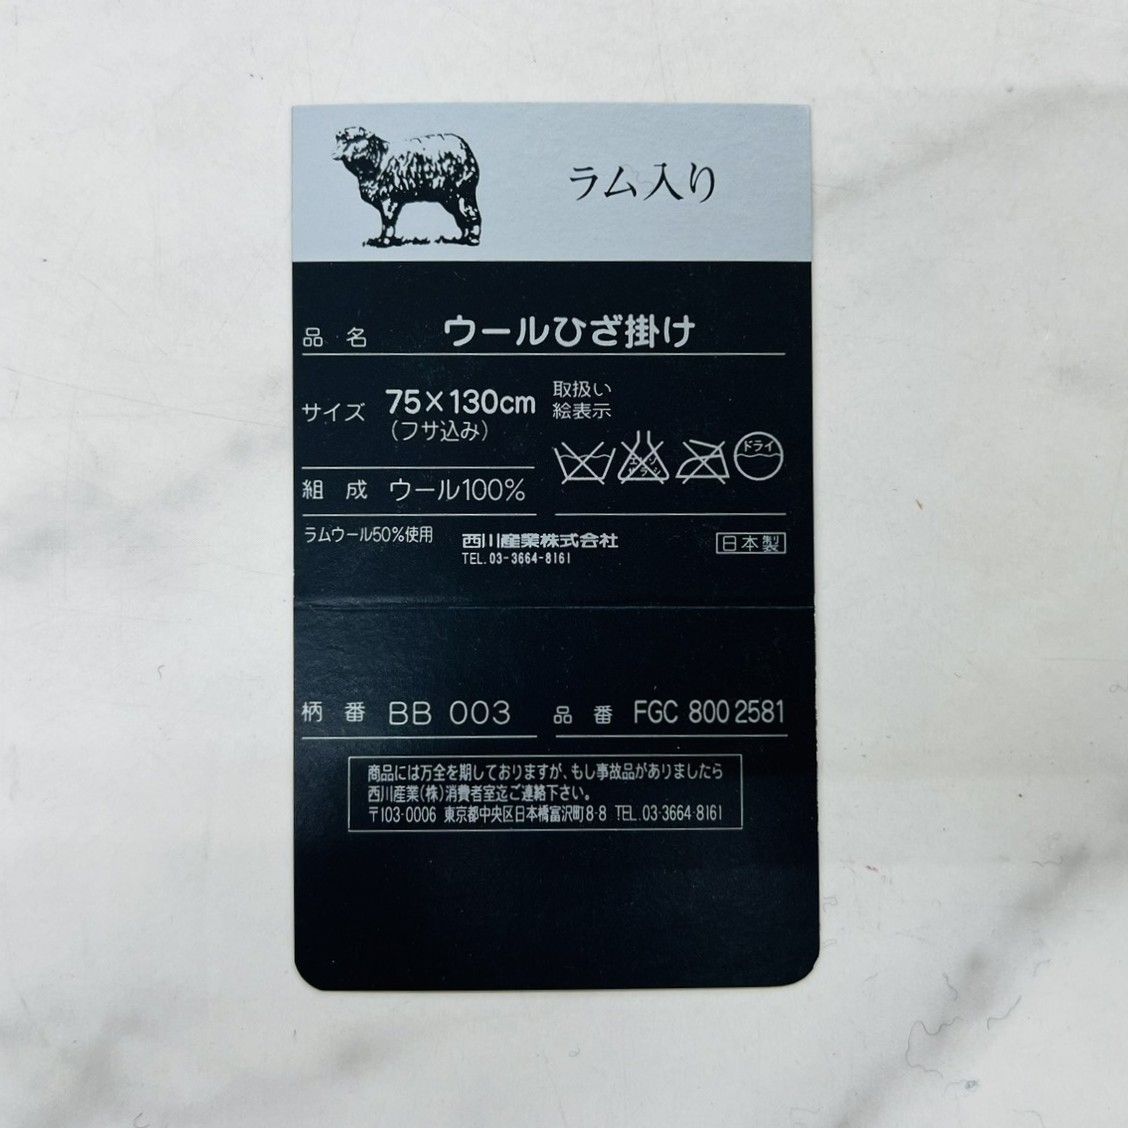 ラム入り
品名 ウールひざ掛け
サイズ 75×130cm
(フサ込み)
取扱い
絵表示
エンソ
サラシ
ドライ
組成 ウール100%
ラムウール50%使用
西川産業株式会社
TEL.03-3664-8161
日本製
柄番 BB 003
品番 FGC 800 2581
商品には万全を期しておりますが、もし事故品がありましたら
西川産業(株)消費者室迄ご連絡下さい。
〒103-0006 東京都中央区日本橋富沢町8-8 TEL.03-3664-8161